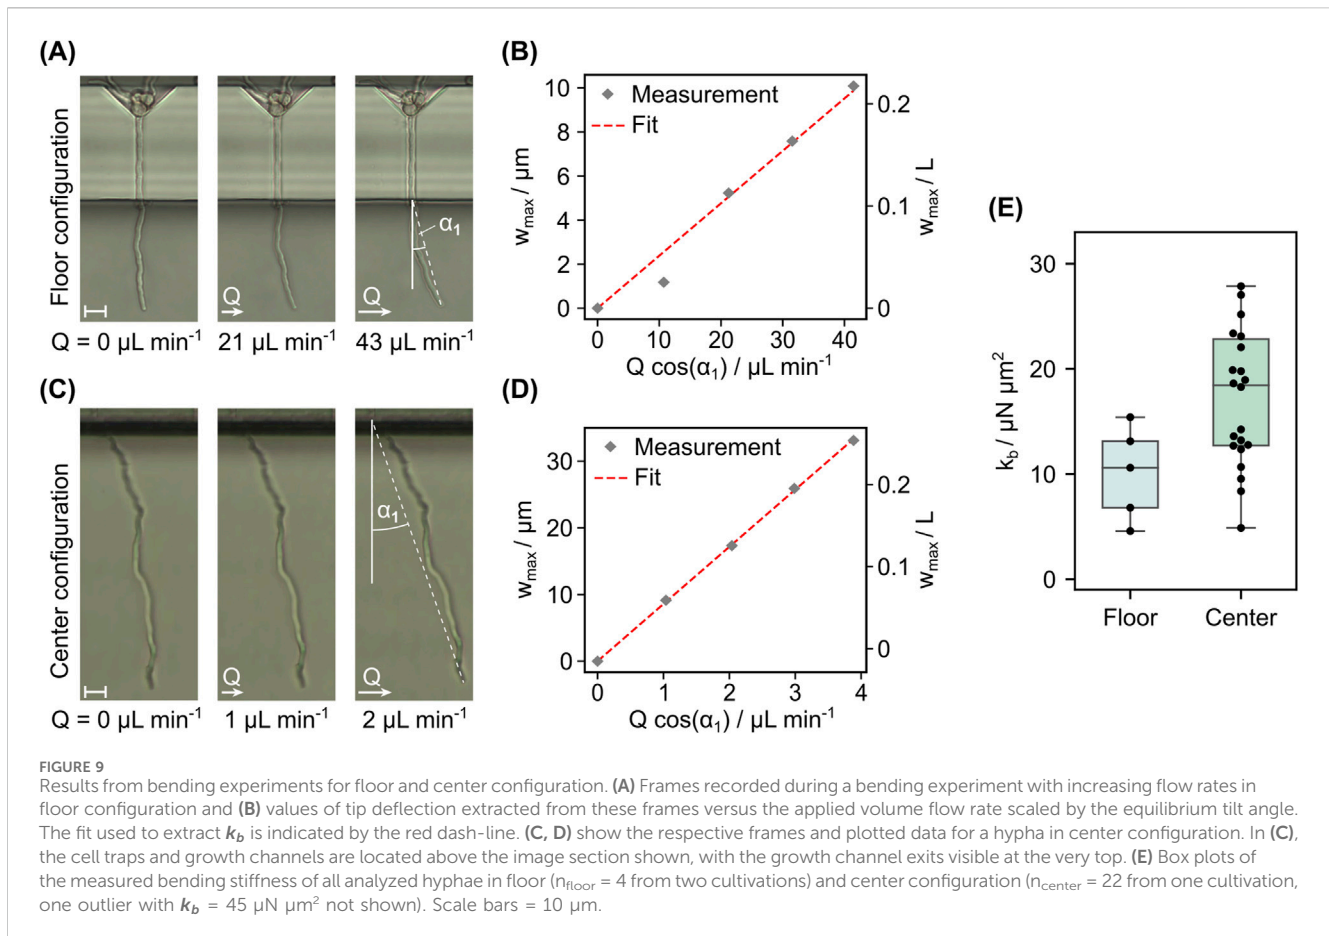 (A)
Floor configuration
α₁
Q
Q
Q = 0 µL min⁻¹
21 µL min⁻¹
43 µL min⁻¹
(B)
Measurement
Fit
10
8
6
4
2
0
w_max / µm
0.2
0.1
0
w_max / L
0
10
20
30
40
Q cos(α₁) / µL min⁻¹
(C)
Center configuration
α₁
Q
Q
Q = 0 µL min⁻¹
1 µL min⁻¹
2 µL min⁻¹
(D)
Measurement
Fit
30
20
10
0
w_max / µm
0.2
0.1
0
w_max / L
0
1
2
3
4
Q cos(α₁) / µL min⁻¹
(E)
30
20
10
0
k_b / µN µm²
Floor
Center
FIGURE 9
Results from bending experiments for floor and center configuration. (A) Frames recorded during a bending experiment with increasing flow rates in
floor configuration and (B) values of tip deflection extracted from these frames versus the applied volume flow rate scaled by the equilibrium tilt angle.
The fit used to extract k_b is indicated by the red dash-line. (C, D) show the respective frames and plotted data for a hypha in center configuration. In (C),
the cell traps and growth channels are located above the image section shown, with the growth channel exits visible at the very top. (E) Box plots of
the measured bending stiffness of all analyzed hyphae in floor (n_floor = 4 from two cultivations) and center configuration (n_center = 22 from one cultivation,
one outlier with k_b = 45 µN µm² not shown). Scale bars = 10 µm.